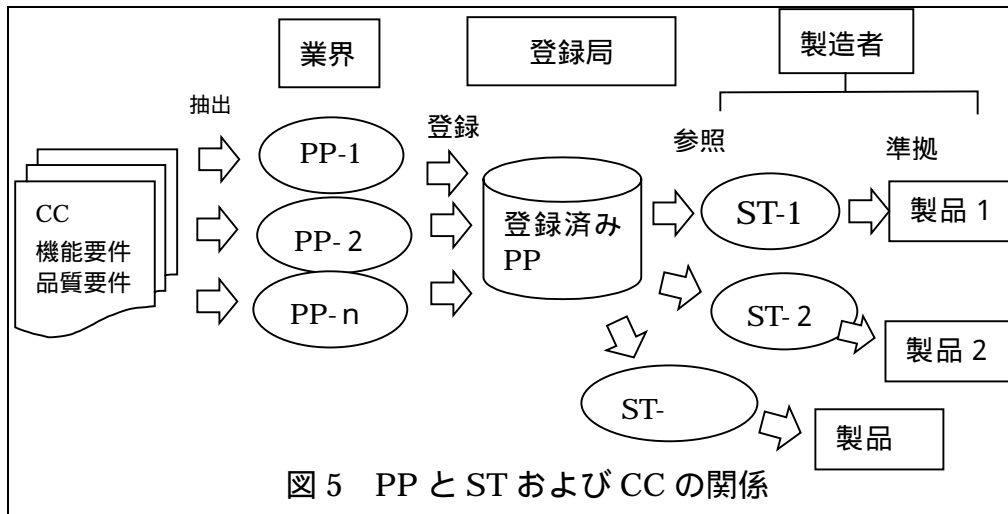 業界
登録局
製造者
抽出
登録
参照
準拠
CC
機能要件
品質要件
PP-1
PP-２
PP-ｎ
登録済み
PP
ST-1
ST-２
ST-
製品１
製品２
製品
図５　PP と ST および CC の関係